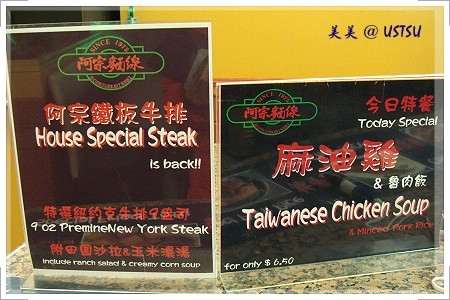 美美 @ USTSU
SINCE 1975
阿宗麵線
阿宗鐵板牛排
House Special Steak
is back!!
特選紐約克牛排9盎司
9 oz PremineNew York Steak
附田園沙拉&玉米濃湯
include ranch salad & creamy corn soup
SINCE 1975
阿宗麵線
今日特餐
Today Special
麻油雞
& 魯肉飯
Taiwanese Chicken Soup
& Minced Pork Rice
for only $ 6.50